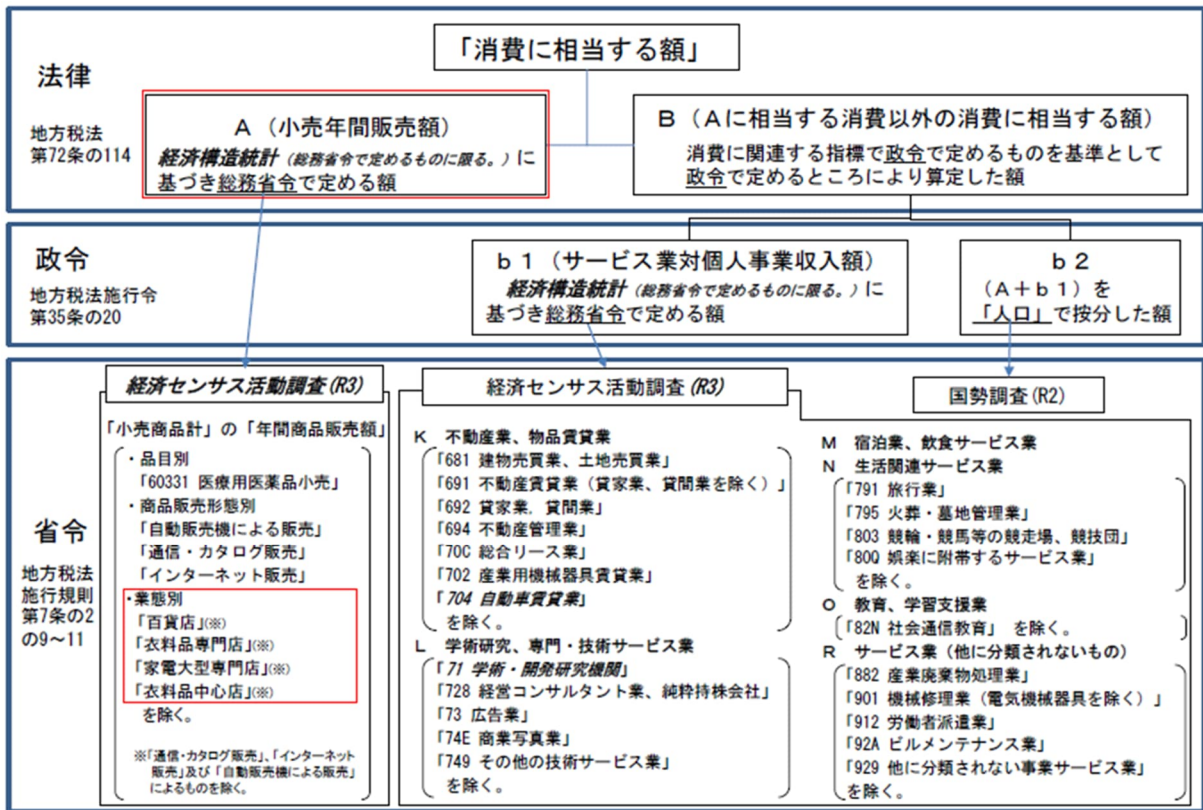 「消費に相当する額」
法律
地方税法
第72条の114
A（小売年間販売額）
経済構造統計（総務省令で定めるものに限る。）に
基づき総務省令で定める額
B（Aに相当する消費以外の消費に相当する額）
消費に関連する指標で政令で定めるものを基準として
政令で定めるところにより算定した額
政令
地方税法施行令
第35条の20
b1（サービス業対個人事業収入額）
経済構造統計（総務省令で定めるものに限る。）に
基づき総務省令で定める額
b2
（A＋b1）を
「人口」で按分した額
省令
地方税法
施行規則
第7条の2
の9～11
経済センサス活動調査(R3)
「小売商品計」の「年間商品販売額」
・品目別
「60331 医療用医薬品小売」
・商品販売形態別
「自動販売機による販売」
「通信・カタログ販売」
「インターネット販売」
・業態別
「百貨店」(※)
「衣料品専門店」(※)
「家電大型専門店」(※)
「衣料品中心店」(※)
を除く。
※「通信・カタログ販売」、「インターネット
販売」及び「自動販売機による販売」
によるものを除く。
経済センサス活動調査(R3)
K 不動産業、物品賃貸業
「681 建物売買業、土地売買業」
「691 不動産賃貸業（貸家業、貸間業を除く）」
「692 貸家業，貸間業」
「694 不動産管理業」
「70C 総合リース業」
「702 産業用機械器具賃貸業」
「704 自動車賃貸業」
を除く。
L 学術研究、専門・技術サービス業
「71 学術・開発研究機関」
「728 経営コンサルタント業、純粋持株会社」
「73 広告業」
「74E 商業写真業」
「749 その他の技術サービス業」
を除く。
国勢調査(R2)
M 宿泊業、飲食サービス業
N 生活関連サービス業
「791 旅行業」
「795 火葬・墓地管理業」
「803 競輪・競馬等の競走場、競技団」
「80Q 娯楽に附帯するサービス業」
を除く。
O 教育、学習支援業
「82N 社会通信教育」 を除く。
R サービス業（他に分類されないもの）
「882 産業廃棄物処理業」
「901 機械修理業（電気機械器具を除く）」
「912 労働者派遣業」
「92A ビルメンテナンス業」
「929 他に分類されない事業サービス業」
を除く。